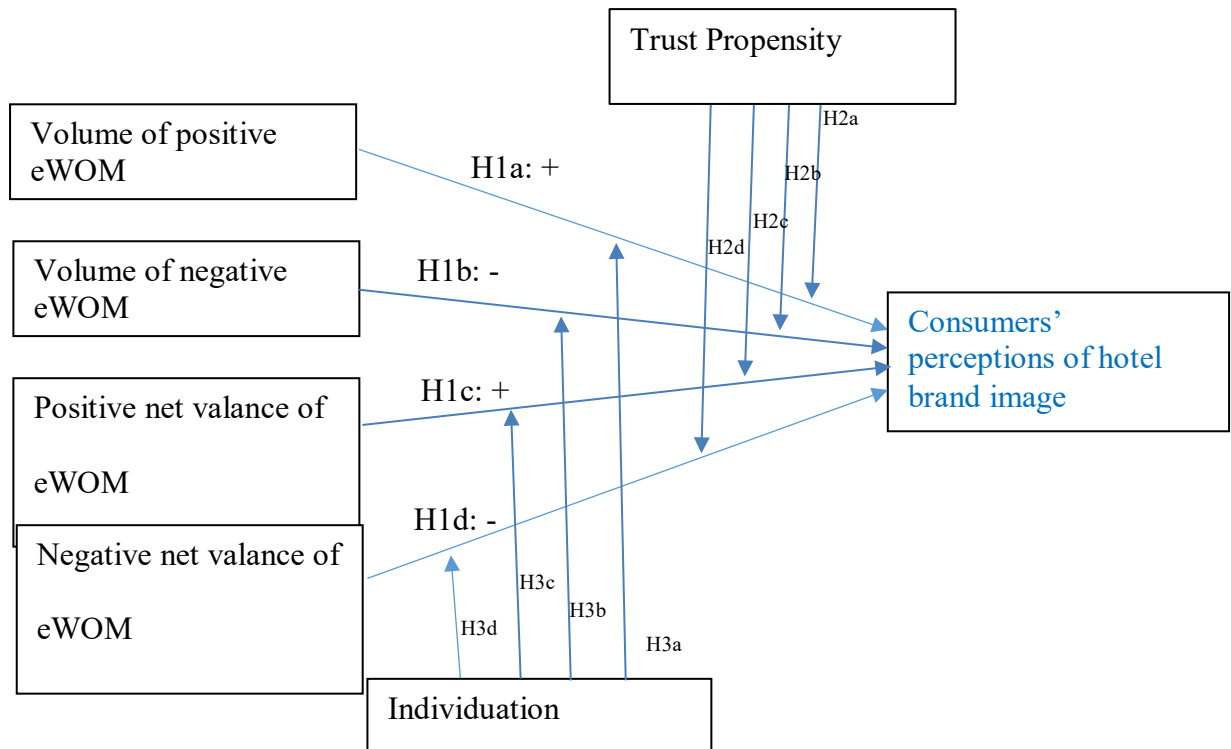 Trust Propensity
Volume of positive
eWOM
H1a: +
H2a
H2b
H2c
H2d
Volume of negative
eWOM
H1b: -
Consumers’
perceptions of hotel
brand image
Positive net valance of
eWOM
H1c: +
H1d: -
Negative net valance of
eWOM
H3c
H3b
H3d
H3a
Individuation